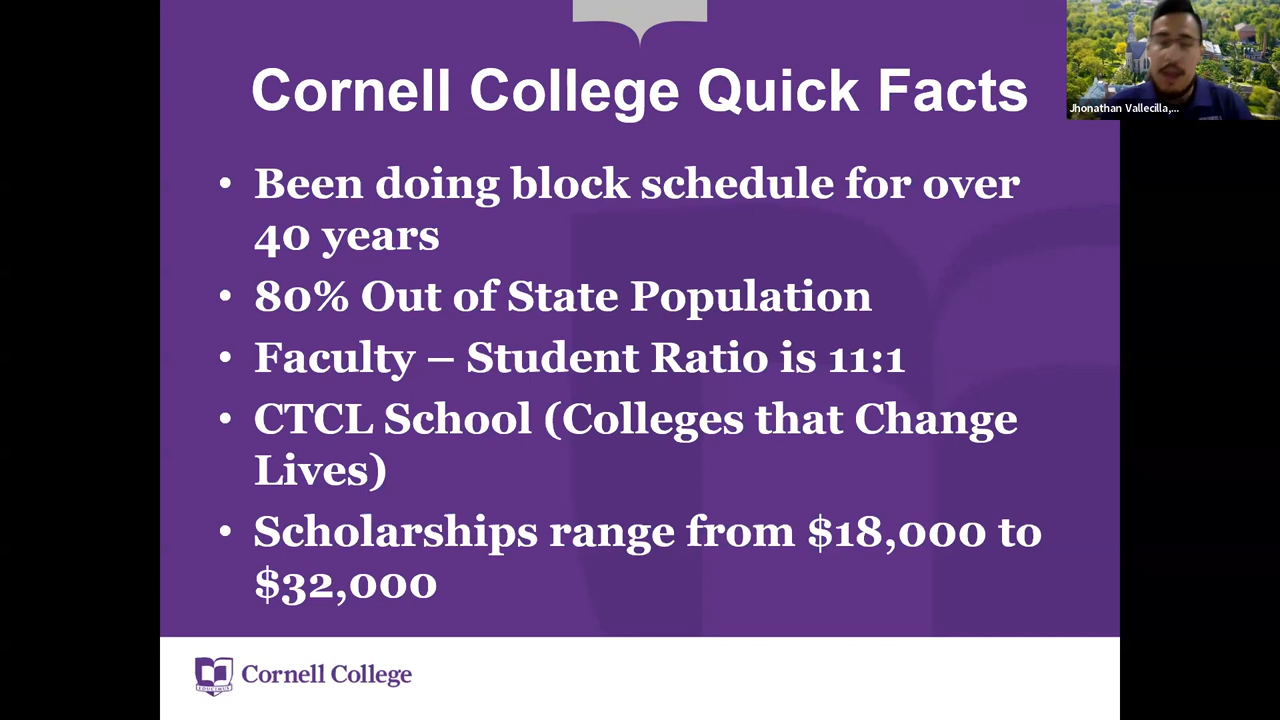 Cornell College Quick Facts
Jhonathan Vallecilla,...
• Been doing block schedule for over
40 years
• 80% Out of State Population
• Faculty – Student Ratio is 11:1
• CTCL School (Colleges that Change
Lives)
• Scholarships range from $18,000 to
$32,000
Cornell College